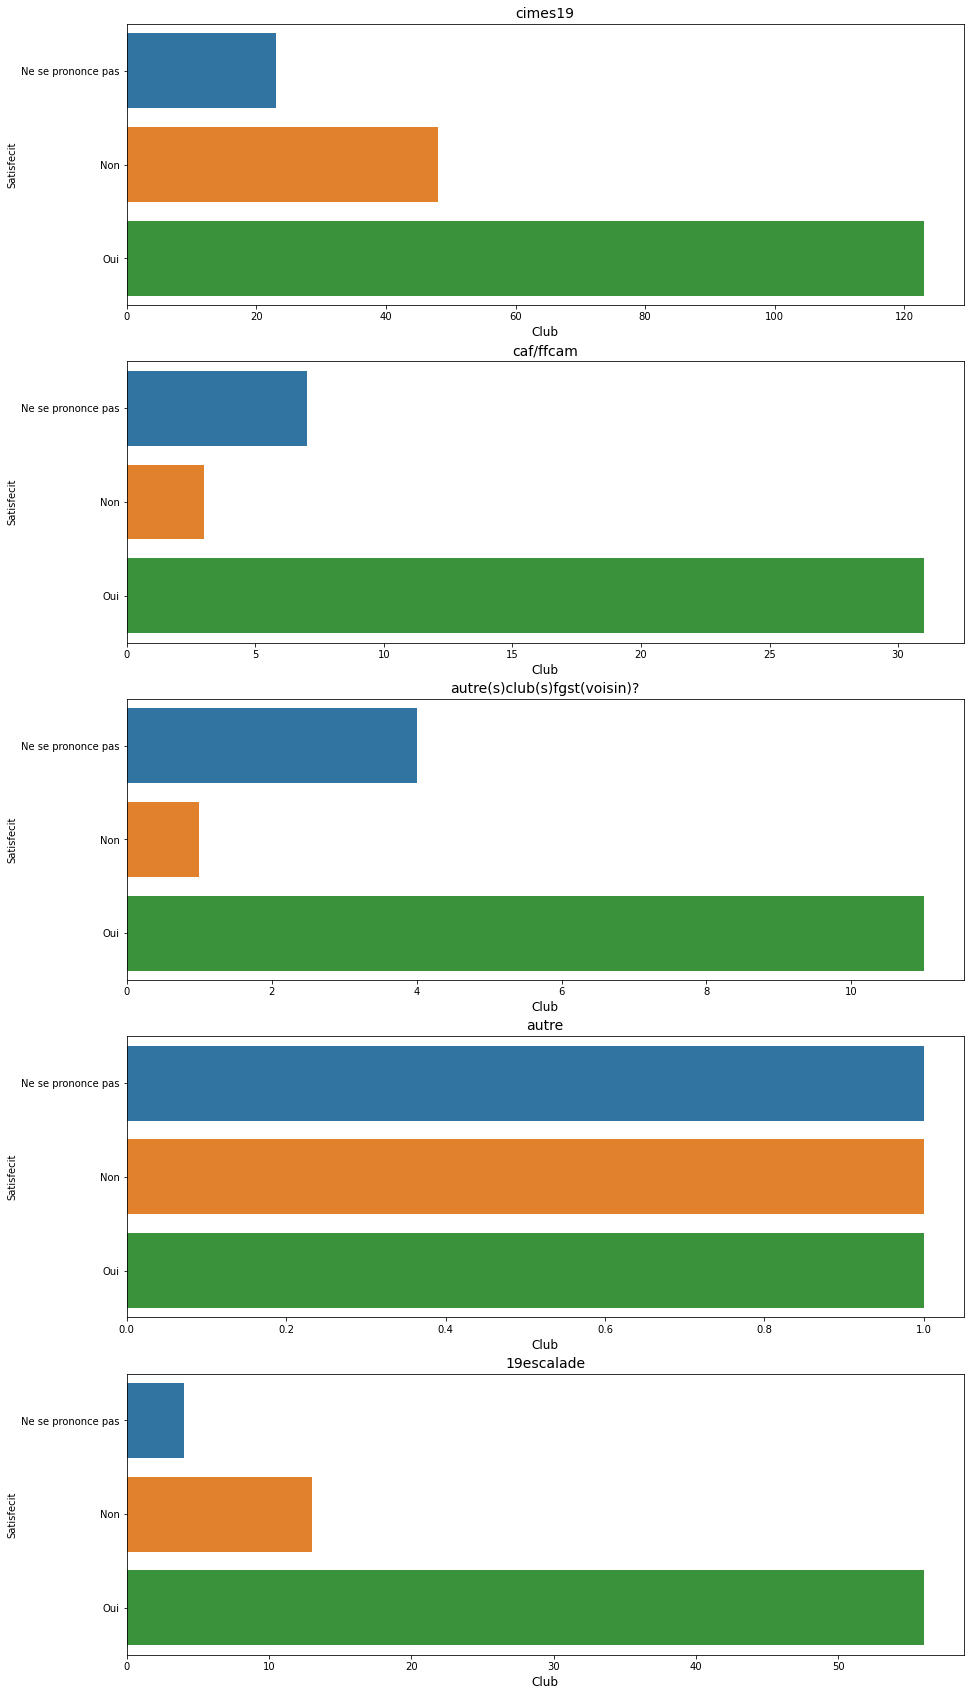 cimes19
Satisfecit
Ne se prononce pas
Non
Oui
0 20 40 60 80 100 120
Club
caf/ffcam
Satisfecit
Ne se prononce pas
Non
Oui
0 5 10 15 20 25 30
Club
autre(s)club(s)fgst(voisin)?
Satisfecit
Ne se prononce pas
Non
Oui
0 2 4 6 8 10
Club
autre
Satisfecit
Ne se prononce pas
Non
Oui
0.0 0.2 0.4 0.6 0.8 1.0
Club
19escalade
Satisfecit
Ne se prononce pas
Non
Oui
0 10 20 30 40 50
Club